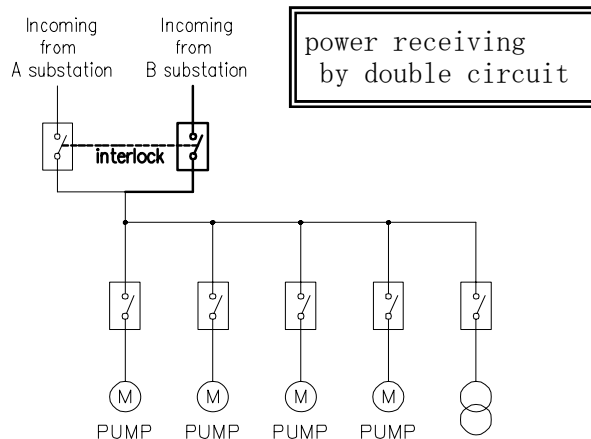 Incoming
from
A substation
Incoming
from
B substation
power receiving
by double circuit
interlock
M
M
M
M
PUMP
PUMP
PUMP
PUMP